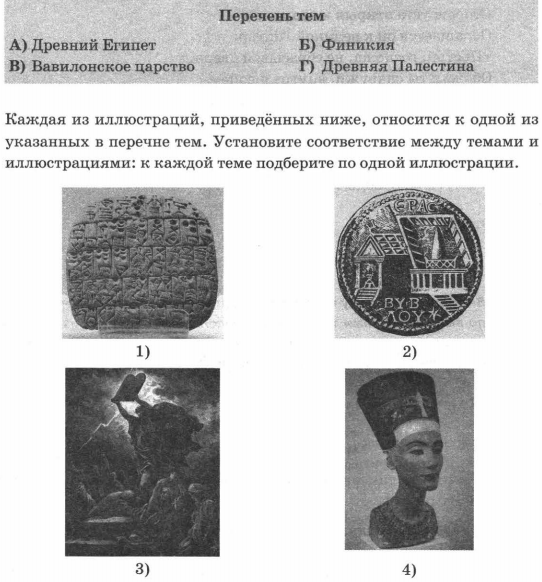 Перечень тем
А) Древний Египет
Б) Финикия
В) Вавилонское царство
Г) Древняя Палестина
Каждая из иллюстраций, приведённых ниже, относится к одной из
указанных в перечне тем. Установите соответствие между темами и
иллюстрациями: к каждой теме подберите по одной иллюстрации.
ΒΥΒ
ΛΟΥ
1)
2)
3)
4)